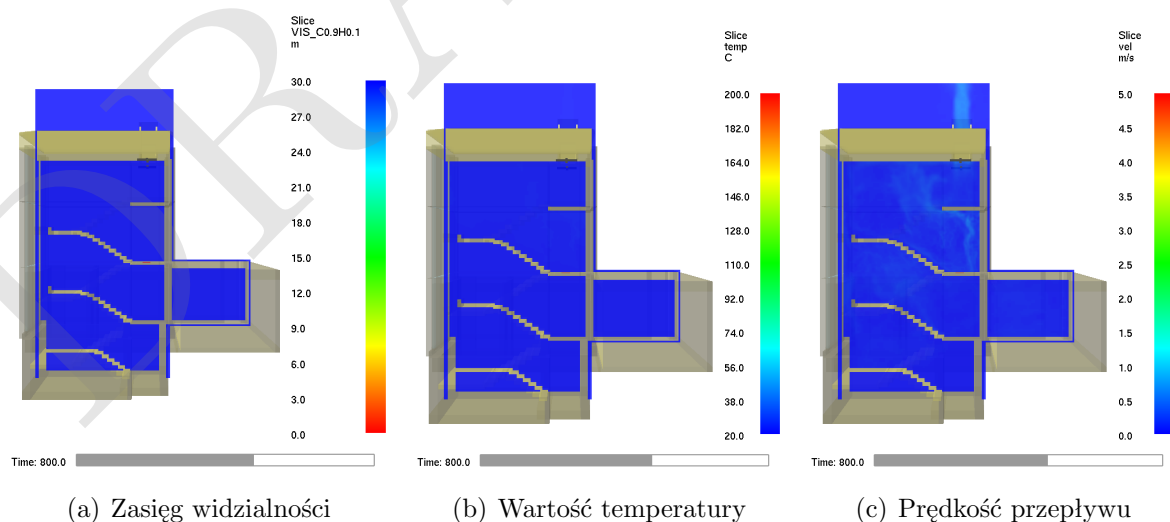 Slice
VIS_C0.9H0.1
m
30.0
27.0
24.0
21.0
18.0
15.0
12.0
9.0
6.0
3.0
0.0
Time: 800.0
(a) Zasięg widzialności
Slice
temp
C
200.0
182.0
164.0
146.0
128.0
110.0
92.0
74.0
56.0
38.0
20.0
Time: 800.0
(b) Wartość temperatury
Slice
vel
m/s
5.0
4.5
4.0
3.5
3.0
2.5
2.0
1.5
1.0
0.5
0.0
Time: 800.0
(c) Prędkość przepływu
DRA